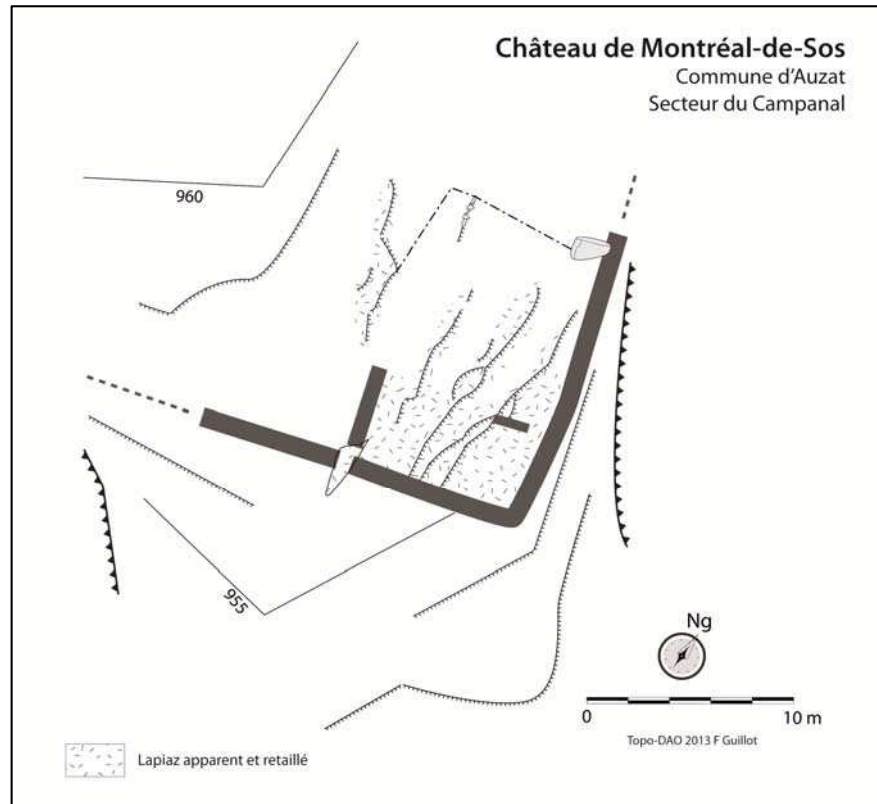 Château de Montréal-de-Sos
Commune d'Auzat
Secteur du Campanal
960
955
Ng
0 10 m
Topo-DAO 2013 F Guillot
Lapiaz apparent et retaillé